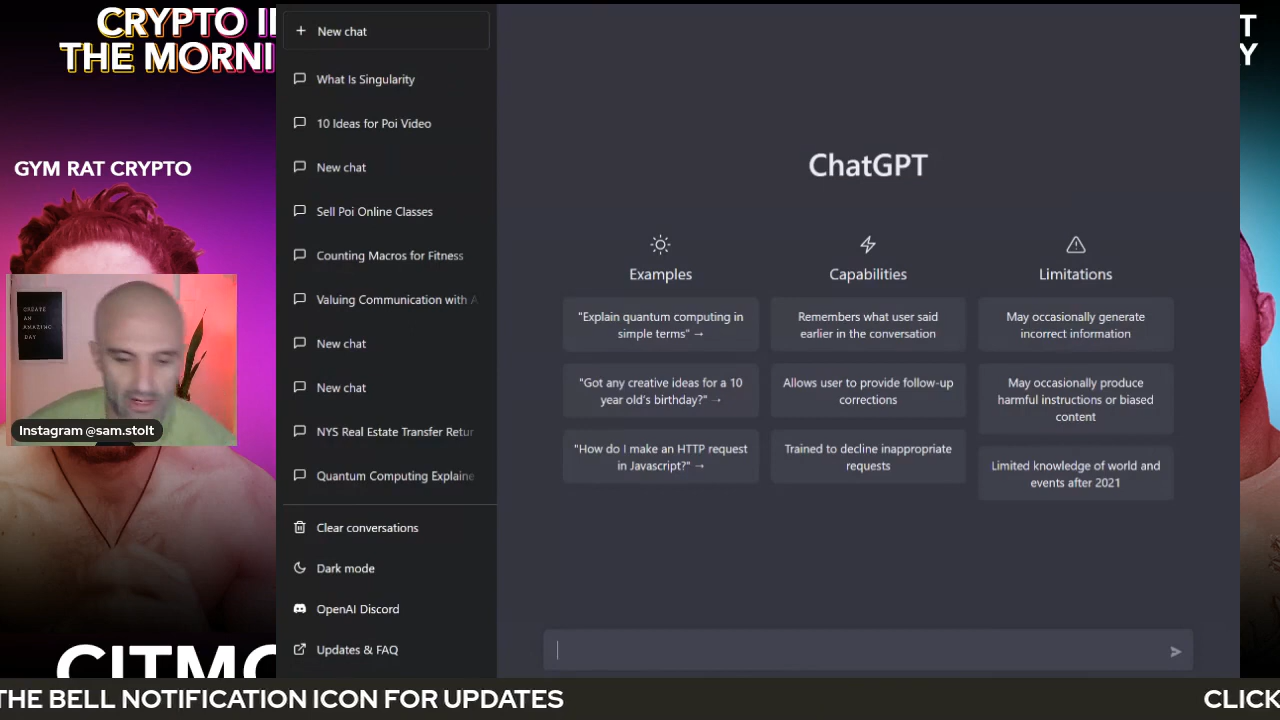 CRYPTO I
THE MORNI
GYM RAT CRYPTO
CREATE
AN
AMAZING
DAY
Instagram @sam.stolt
CITMO
New chat
What Is Singularity
10 Ideas for Poi Video
New chat
Sell Poi Online Classes
Counting Macros for Fitness
Valuing Communication with A
New chat
New chat
NYS Real Estate Transfer Retur
Quantum Computing Explaine
Clear conversations
Dark mode
OpenAI Discord
Updates & FAQ
ChatGPT
Examples
"Explain quantum computing in
simple terms" →
"Got any creative ideas for a 10
year old's birthday?" →
"How do I make an HTTP request
in Javascript?" →
Capabilities
Remembers what user said
earlier in the conversation
Allows user to provide follow-up
corrections
Trained to decline inappropriate
requests
Limitations
May occasionally generate
incorrect information
May occasionally produce
harmful instructions or biased
content
Limited knowledge of world and
events after 2021
T
Y
THE BELL NOTIFICATION ICON FOR UPDATES
CLICK